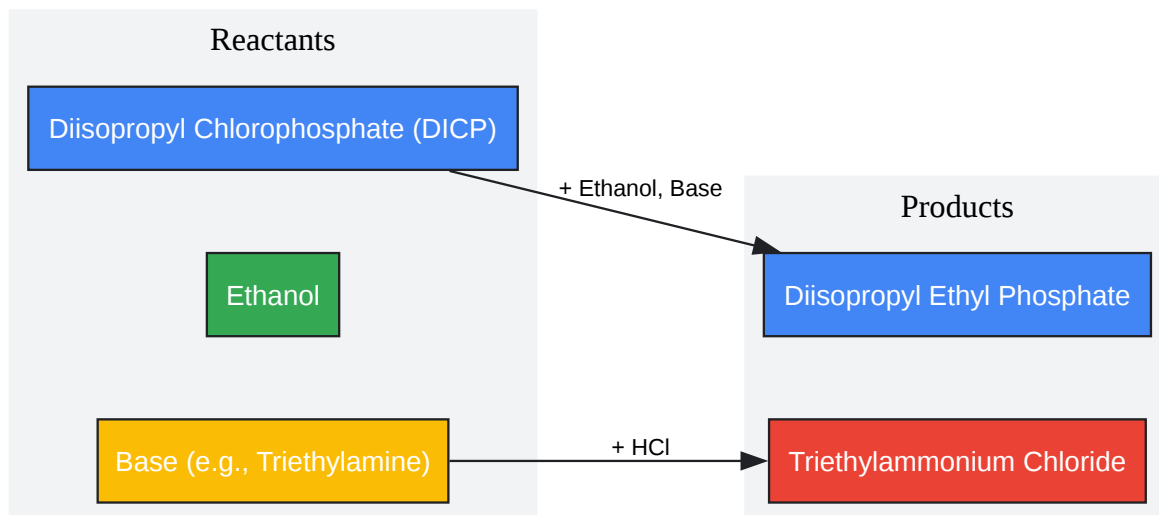 Reactants
Diisopropyl Chlorophosphate (DICP)
+ Ethanol, Base
Products
Ethanol
Diisopropyl Ethyl Phosphate
Base (e.g., Triethylamine)
+ HCl
Triethylammonium Chloride